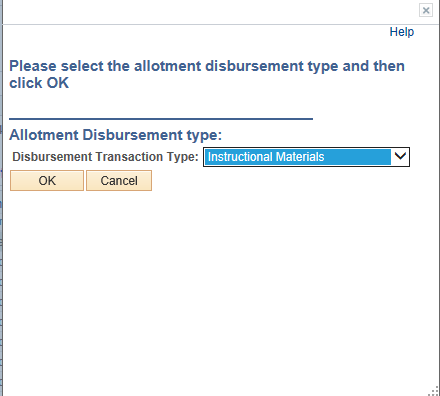 Help
Please select the allotment disbursement type and then
click OK
Allotment Disbursement type:
Disbursement Transaction Type: Instructional Materials
OK Cancel